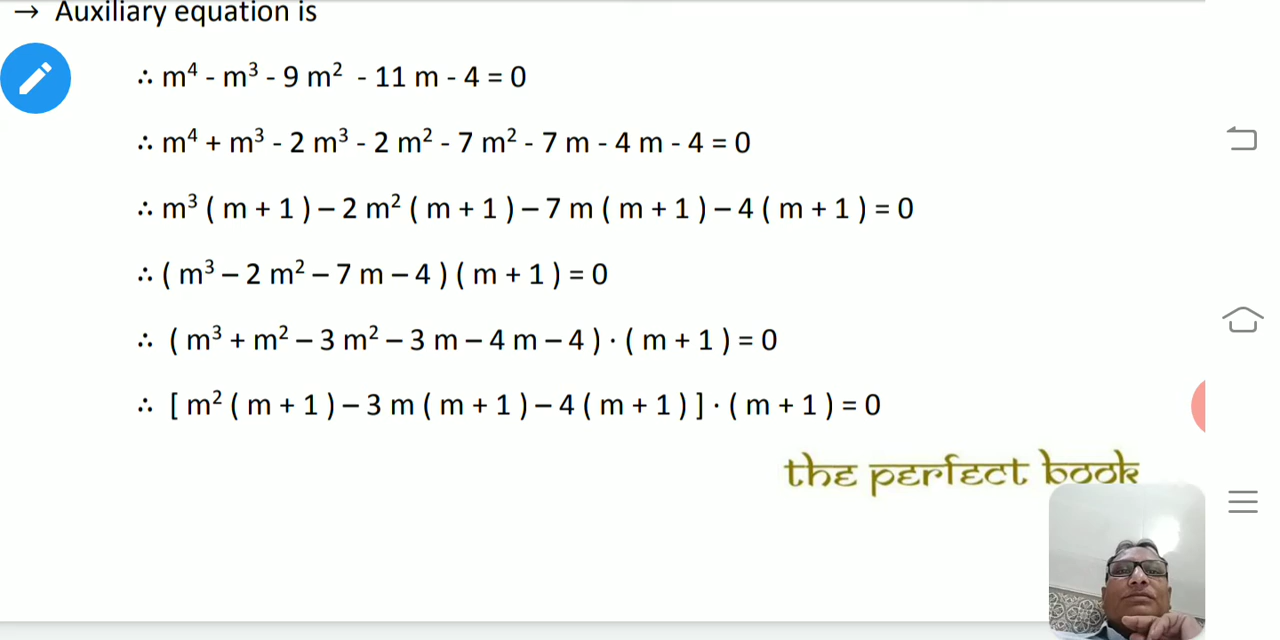 → Auxiliary equation is
∴ m⁴ - m³ - 9 m² - 11 m - 4 = 0
∴ m⁴ + m³ - 2 m³ - 2 m² - 7 m² - 7 m - 4 m - 4 = 0
∴ m³ ( m + 1 ) – 2 m² ( m + 1 ) – 7 m ( m + 1 ) – 4 ( m + 1 ) = 0
∴ ( m³ – 2 m² – 7 m – 4 ) ( m + 1 ) = 0
∴ ( m³ + m² – 3 m² – 3 m – 4 m – 4 ) · ( m + 1 ) = 0
∴ [ m² ( m + 1 ) – 3 m ( m + 1 ) – 4 ( m + 1 ) ] · ( m + 1 ) = 0
the perfect book